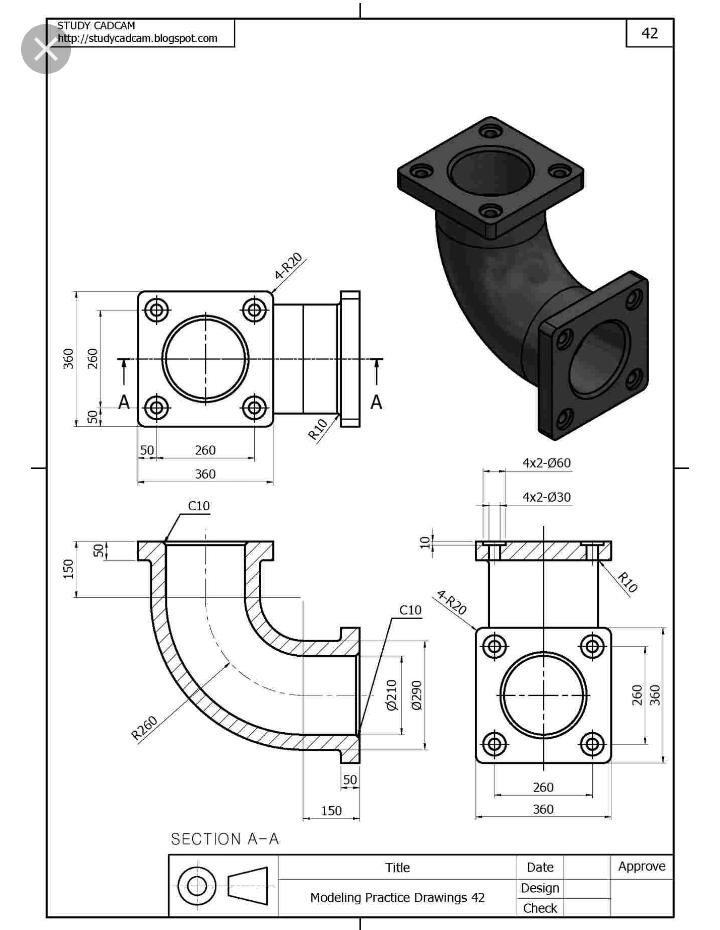 STUDY CADCAM
http://studycadcam.blogspot.com
42
4-R20
360
260
50
A
A
R10
50
260
360
4x2-Ø60
4x2-Ø30
C10
50
150
10
R10
4-R20
C10
Ø210
Ø290
R260
260
360
50
150
260
360
SECTION A-A
Title
Date
Approve
Modeling Practice Drawings 42
Design
Check